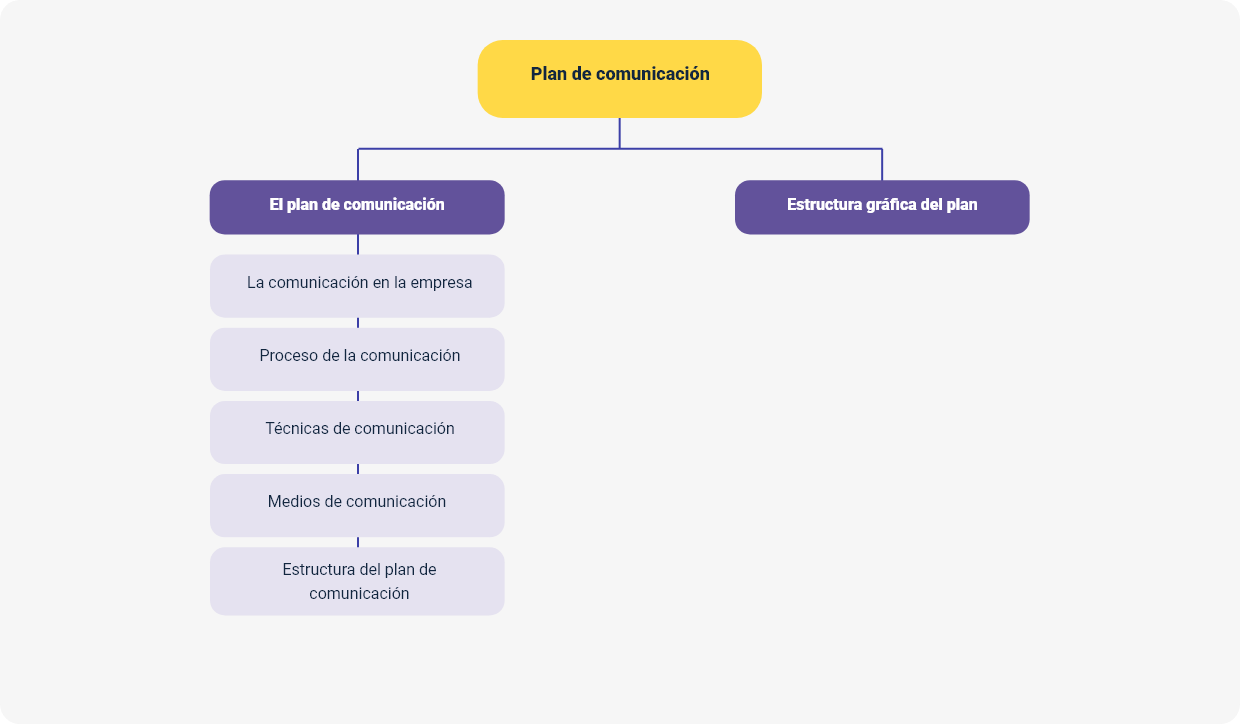 Plan de comunicación
El plan de comunicación
Estructura gráfica del plan
La comunicación en la empresa
Proceso de la comunicación
Técnicas de comunicación
Medios de comunicación
Estructura del plan de
comunicación